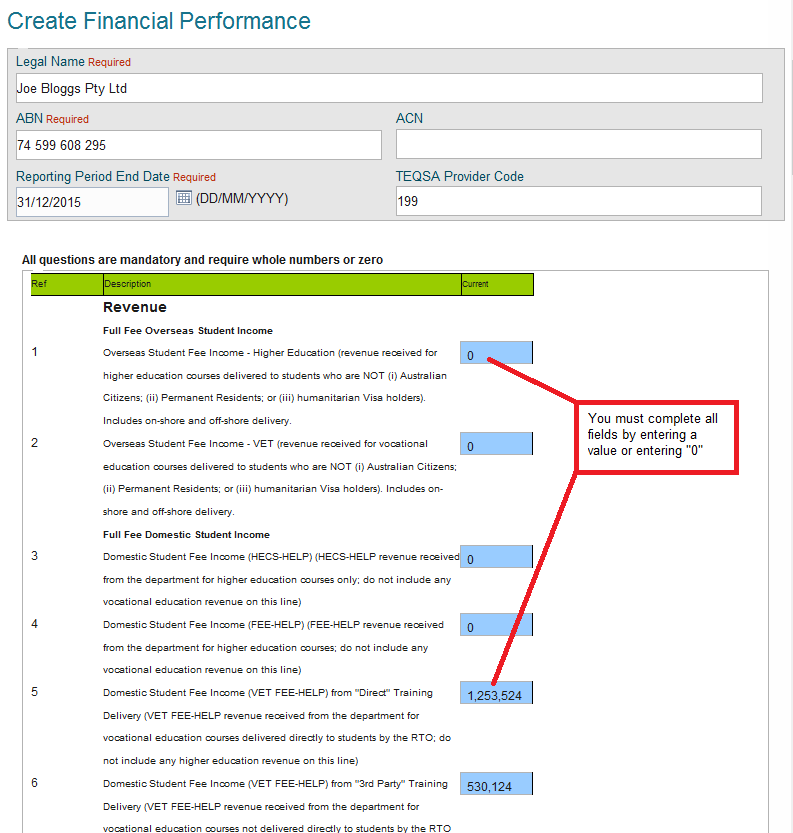 Create Financial Performance
Legal Name Required
Joe Bloggs Pty Ltd
ABN Required
ACN
74 599 608 295
Reporting Period End Date Required
TEQSA Provider Code
31/12/2015
(DD/MM/YYYY)
199
All questions are mandatory and require whole numbers or zero
Ref Description Current
Revenue
Full Fee Overseas Student Income
1 Overseas Student Fee Income - Higher Education (revenue received for 0
higher education courses delivered to students who are NOT (i) Australian
Citizens; (ii) Permanent Residents; or (iii) humanitarian Visa holders).
Includes on-shore and off-shore delivery.
You must complete all
fields by entering a
value or entering "0"
2 Overseas Student Fee Income - VET (revenue received for vocational 0
education courses delivered to students who are NOT (i) Australian Citizens;
(ii) Permanent Residents; or (iii) humanitarian Visa holders). Includes on-
shore and off-shore delivery.
Full Fee Domestic Student Income
3 Domestic Student Fee Income (HECS-HELP) (HECS-HELP revenue received 0
from the department for higher education courses only; do not include any
vocational education revenue on this line)
4 Domestic Student Fee Income (FEE-HELP) (FEE-HELP revenue received 0
from the department for higher education courses; do not include any
vocational education revenue on this line)
5 Domestic Student Fee Income (VET FEE-HELP) from "Direct" Training 1,253,524
Delivery (VET FEE-HELP revenue received from the department for
vocational education courses delivered directly to students by the RTO; do
not include any higher education revenue on this line)
6 Domestic Student Fee Income (VET FEE-HELP) from "3rd Party" Training 530,124
Delivery (VET FEE-HELP revenue received from the department for
vocational education courses not delivered directly to students by the RTO